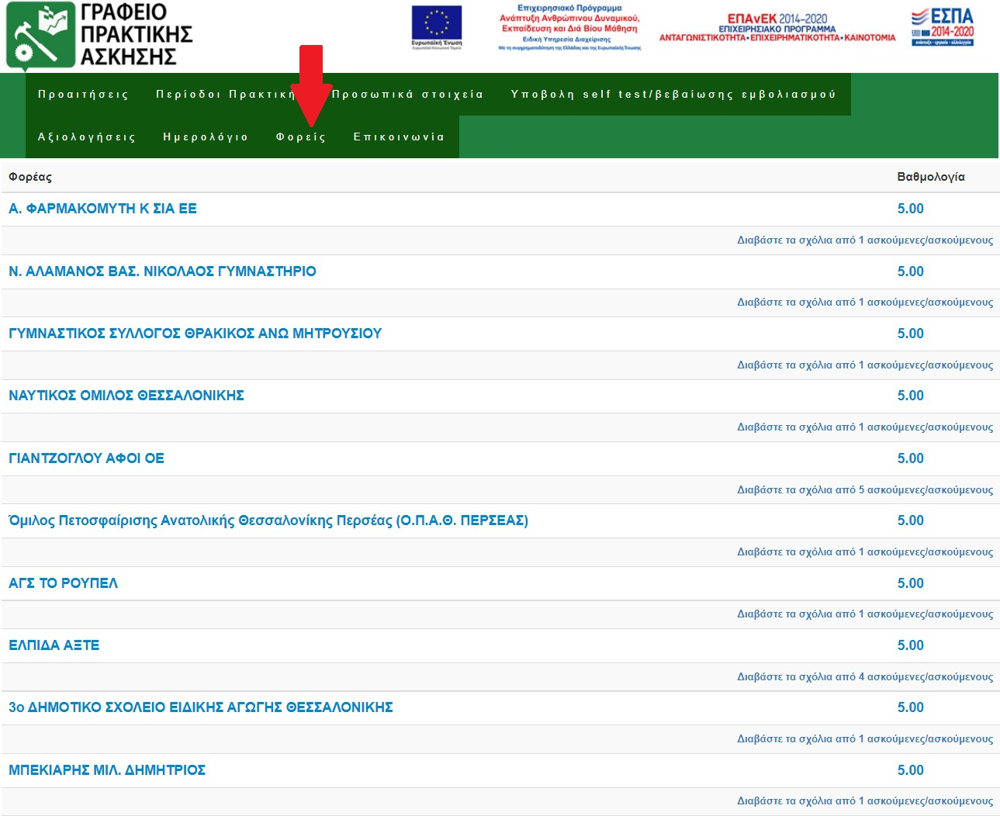 ΓΡΑΦΕΙΟ
ΠΡΑΚΤΙΚΗΣ
ΑΣΚΗΣΗΣ
Ευρωπαϊκή Ένωση
Ευρωπαϊκό Κοινωνικό Ταμείο
Επιχειρησιακό Πρόγραμμα
Ανάπτυξη Ανθρώπινου Δυναμικού,
Εκπαίδευση και Διά Βίου Μάθηση
Ειδική Υπηρεσία Διαχείρισης
Με τη συγχρηματοδότηση της Ελλάδας και της Ευρωπαϊκής Ένωσης
ΕΠΑνΕΚ 2014-2020
ΕΠΙΧΕΙΡΗΣΙΑΚΟ ΠΡΟΓΡΑΜΜΑ
ΑΝΤΑΓΩΝΙΣΤΙΚΟΤΗΤΑ•ΕΠΙΧΕΙΡΗΜΑΤΙΚΟΤΗΤΑ•ΚΑΙΝΟΤΟΜΙΑ
ΕΣΠΑ
2014-2020
ανάπτυξη - εργασία - αλληλεγγύη
Προαιτήσεις Περίοδοι Πρακτική Προσωπικά στοιχεία Υποβολη self test/βεβαίωσης εμβολιασμού
Αξιολογήσεις Ημερολόγιο Φορείς Επικοινωνία
Φορέας Βαθμολογία
Α. ΦΑΡΜΑΚΟΜΥΤΗ Κ ΣΙΑ ΕΕ 5.00
Διαβάστε τα σχόλια από 1 ασκούμενες/ασκούμενους
Ν. ΑΛΑΜΑΝΟΣ ΒΑΣ. ΝΙΚΟΛΑΟΣ ΓΥΜΝΑΣΤΗΡΙΟ 5.00
Διαβάστε τα σχόλια από 1 ασκούμενες/ασκούμενους
ΓΥΜΝΑΣΤΙΚΟΣ ΣΥΛΛΟΓΟΣ ΘΡΑΚΙΚΟΣ ΑΝΩ ΜΗΤΡΟΥΣΙΟΥ 5.00
Διαβάστε τα σχόλια από 1 ασκούμενες/ασκούμενους
ΝΑΥΤΙΚΟΣ ΟΜΙΛΟΣ ΘΕΣΣΑΛΟΝΙΚΗΣ 5.00
Διαβάστε τα σχόλια από 1 ασκούμενες/ασκούμενους
ΓΙΑΝΤΖΟΓΛΟΥ ΑΦΟΙ ΟΕ 5.00
Διαβάστε τα σχόλια από 5 ασκούμενες/ασκούμενους
Όμιλος Πετοσφαίρισης Ανατολικής Θεσσαλονίκης Περσέας (Ο.Π.Α.Θ. ΠΕΡΣΕΑΣ) 5.00
Διαβάστε τα σχόλια από 1 ασκούμενες/ασκούμενους
ΑΓΣ ΤΟ ΡΟΥΠΕΛ 5.00
Διαβάστε τα σχόλια από 1 ασκούμενες/ασκούμενους
ΕΛΠΙΔΑ ΑΞΤΕ 5.00
Διαβάστε τα σχόλια από 4 ασκούμενες/ασκούμενους
3ο ΔΗΜΟΤΙΚΟ ΣΧΟΛΕΙΟ ΕΙΔΙΚΗΣ ΑΓΩΓΗΣ ΘΕΣΣΑΛΟΝΙΚΗΣ 5.00
Διαβάστε τα σχόλια από 1 ασκούμενες/ασκούμενους
ΜΠΕΚΙΑΡΗΣ ΜΙΛ. ΔΗΜΗΤΡΙΟΣ 5.00
Διαβάστε τα σχόλια από 1 ασκούμενες/ασκούμενους